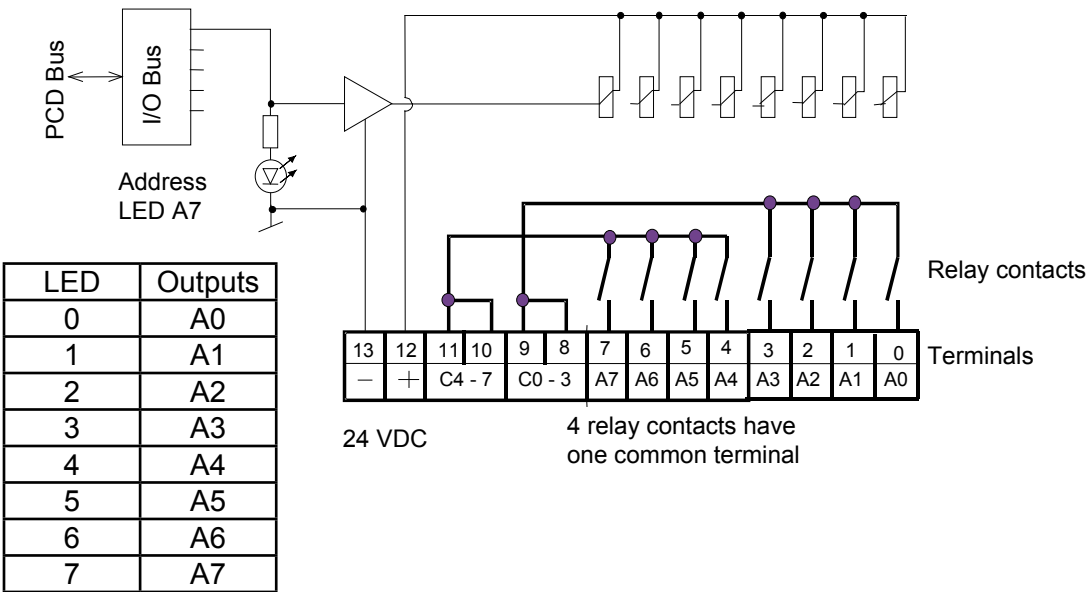 PCD Bus
I/O Bus
Address
LED A7
Relay contacts
LED Outputs
0 A0
1 A1
2 A2
3 A3
4 A4
5 A5
6 A6
7 A7
13 12 11 10 9 8 7 6 5 4 3 2 1 0
− + C4 - 7 C0 - 3 A7 A6 A5 A4 A3 A2 A1 A0
Terminals
24 VDC
4 relay contacts have
one common terminal